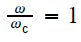 ω/ω_c = 1